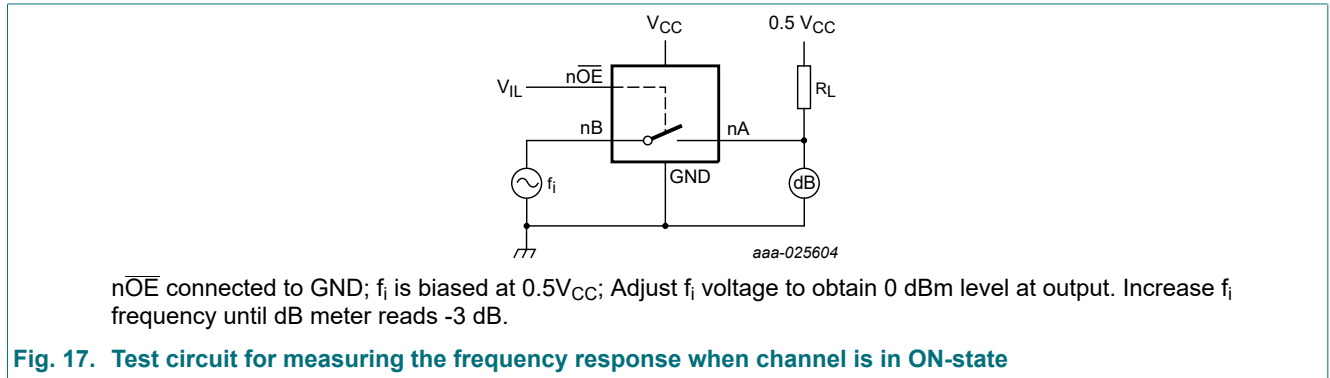 V_CC
0.5 V_CC
V_IL
nO̅E̅
R_L
nB
nA
f_i
GND
dB
aaa-025604
nO̅E̅ connected to GND; f_i is biased at 0.5V_CC; Adjust f_i voltage to obtain 0 dBm level at output. Increase f_i
frequency until dB meter reads -3 dB.
Fig. 17. Test circuit for measuring the frequency response when channel is in ON-state